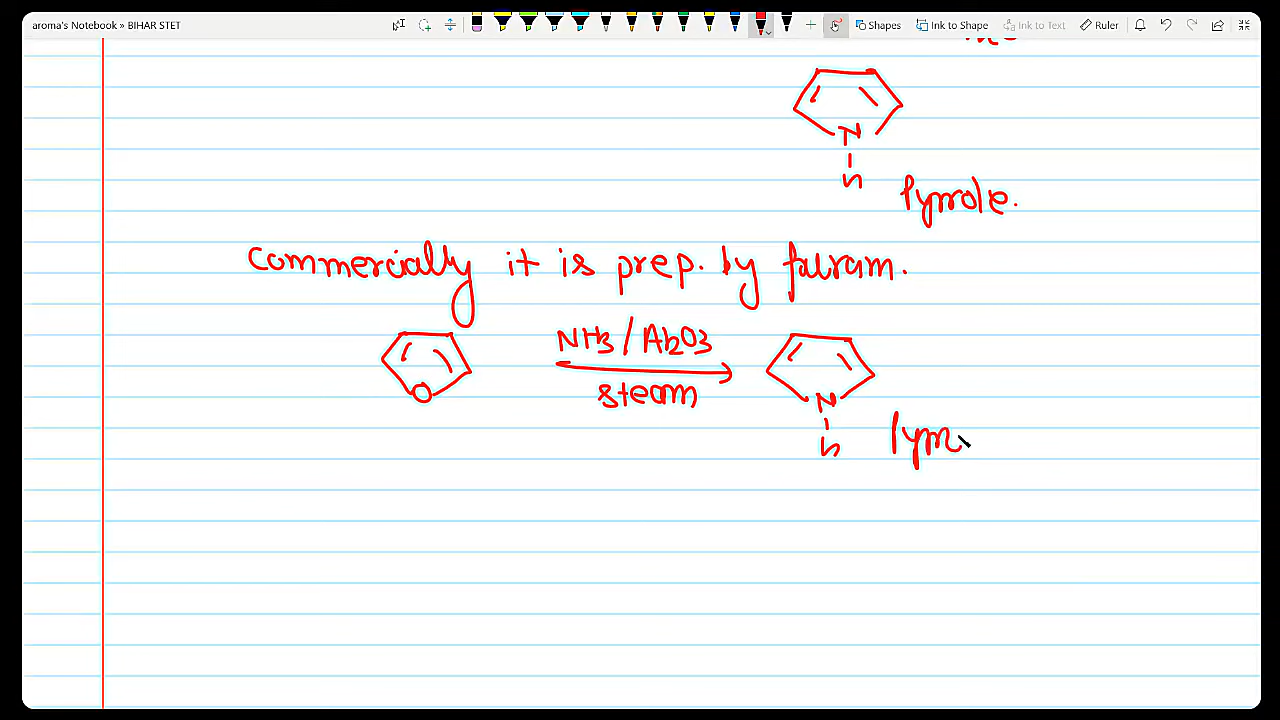 aroma's Notebook » BIHAR STET
Shapes
Ink to Shape
Ink to Text
Ruler
N
h
Pyrrole.
commercially it is prep. by
NH3 / Al2O3
steam
O
N
h